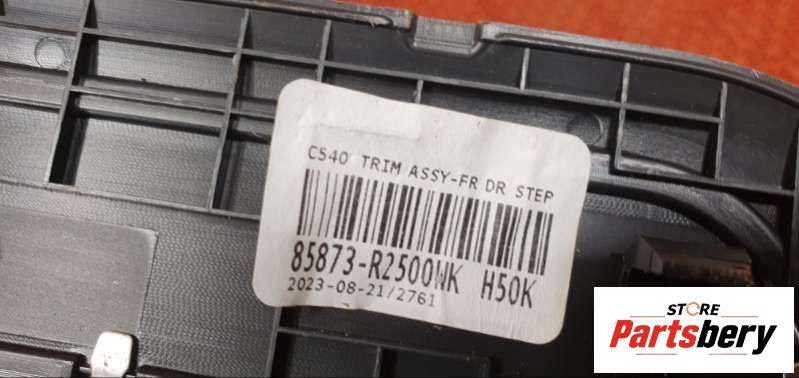 C540 TRIM ASSY-FR DR STEP
85873-R2500WK H50K
2023-08-21/2761
STORE
Partsbery